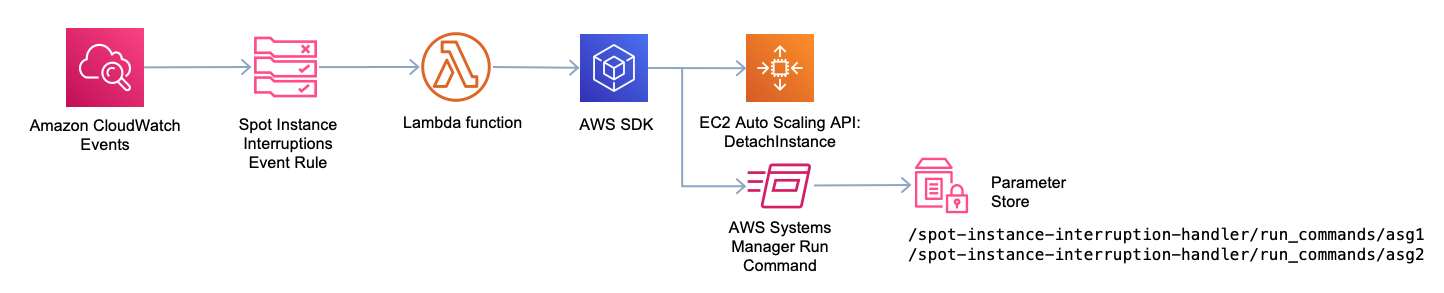 Amazon CloudWatch
Events
Spot Instance
Interruptions
Event Rule
Lambda function
AWS SDK
EC2 Auto Scaling API:
DetachInstance
AWS Systems
Manager Run
Command
Parameter
Store
/spot-instance-interruption-handler/run_commands/asg1
/spot-instance-interruption-handler/run_commands/asg2